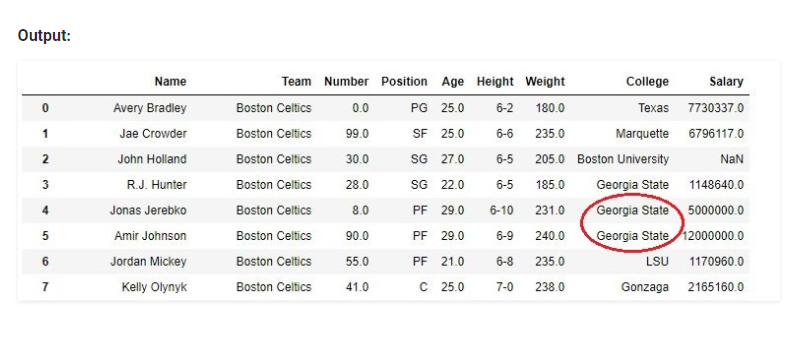 Output:
Name Team Number Position Age Height Weight College Salary
0 Avery Bradley Boston Celtics 0.0 PG 25.0 6-2 180.0 Texas 7730337.0
1 Jae Crowder Boston Celtics 99.0 SF 25.0 6-6 235.0 Marquette 6796117.0
2 John Holland Boston Celtics 30.0 SG 27.0 6-5 205.0 Boston University NaN
3 R.J. Hunter Boston Celtics 28.0 SG 22.0 6-5 185.0 Georgia State 1148640.0
4 Jonas Jerebko Boston Celtics 8.0 PF 29.0 6-10 231.0 Georgia State 5000000.0
5 Amir Johnson Boston Celtics 90.0 PF 29.0 6-9 240.0 Georgia State 12000000.0
6 Jordan Mickey Boston Celtics 55.0 PF 21.0 6-8 235.0 LSU 1170960.0
7 Kelly Olynyk Boston Celtics 41.0 C 25.0 7-0 238.0 Gonzaga 2165160.0